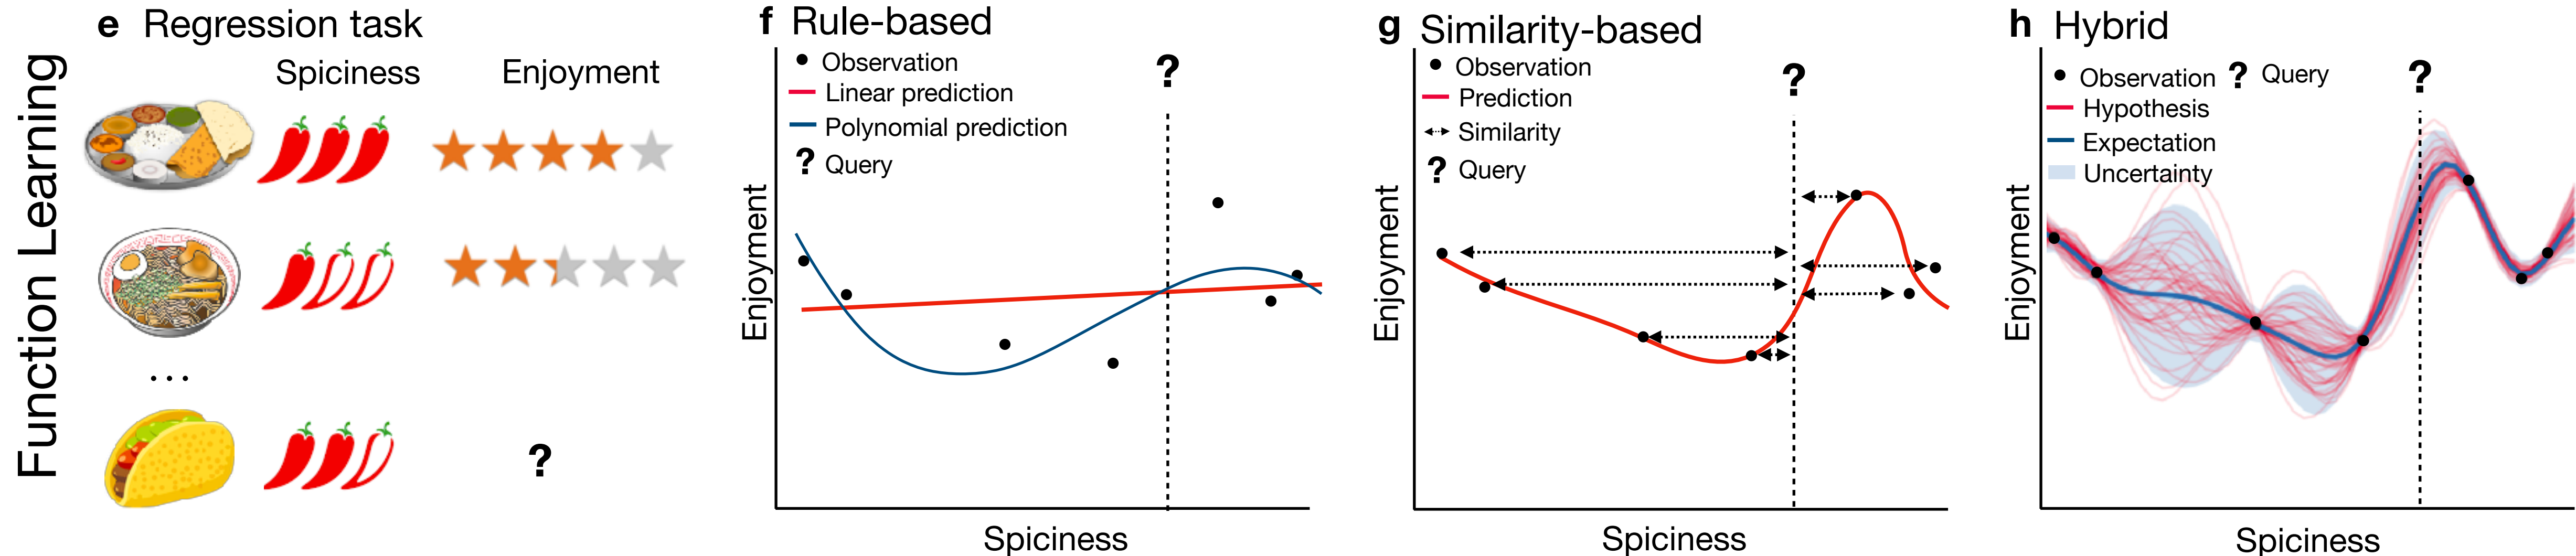 Function Learning
e Regression task
Spiciness Enjoyment
...
?
f Rule-based
Observation
Linear prediction
Polynomial prediction
? Query
?
Enjoyment
Spiciness
g Similarity-based
Observation
Prediction
Similarity
? Query
?
Enjoyment
Spiciness
h Hybrid
Observation ? Query
Hypothesis
Expectation
Uncertainty
?
Enjoyment
Spiciness